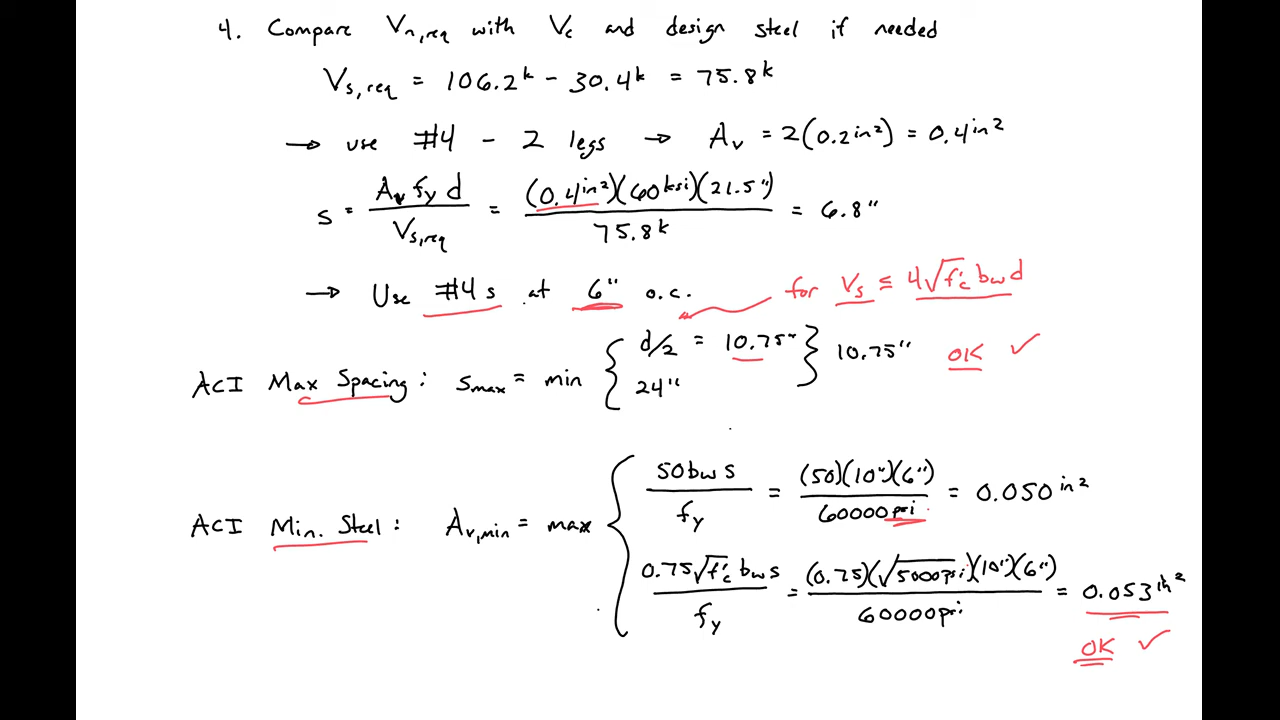 4. Compare Vn,req with Vc and design steel if needed
Vs,req = 106.2k - 30.4k = 75.8k
→ use #4 - 2 legs → Av = 2(0.2in²) = 0.4in²
s = Av fy d / Vs,req = (0.4in²)(60ksi)(21.5") / 75.8k = 6.8"
→ Use #4s at 6" o.c. for Vs ≤ 4√f'c bwd
ACI Max Spacing: smax = min { d/2 = 10.75" } 10.75" OK ✓
24"
ACI Min. Steel: Av,min = max {
50bws / fy = (50)(10")(6") / 60000psi = 0.050in²
0.75√f'c bws / fy = (0.75)(√5000psi)(10")(6") / 60000psi = 0.053in²
OK ✓